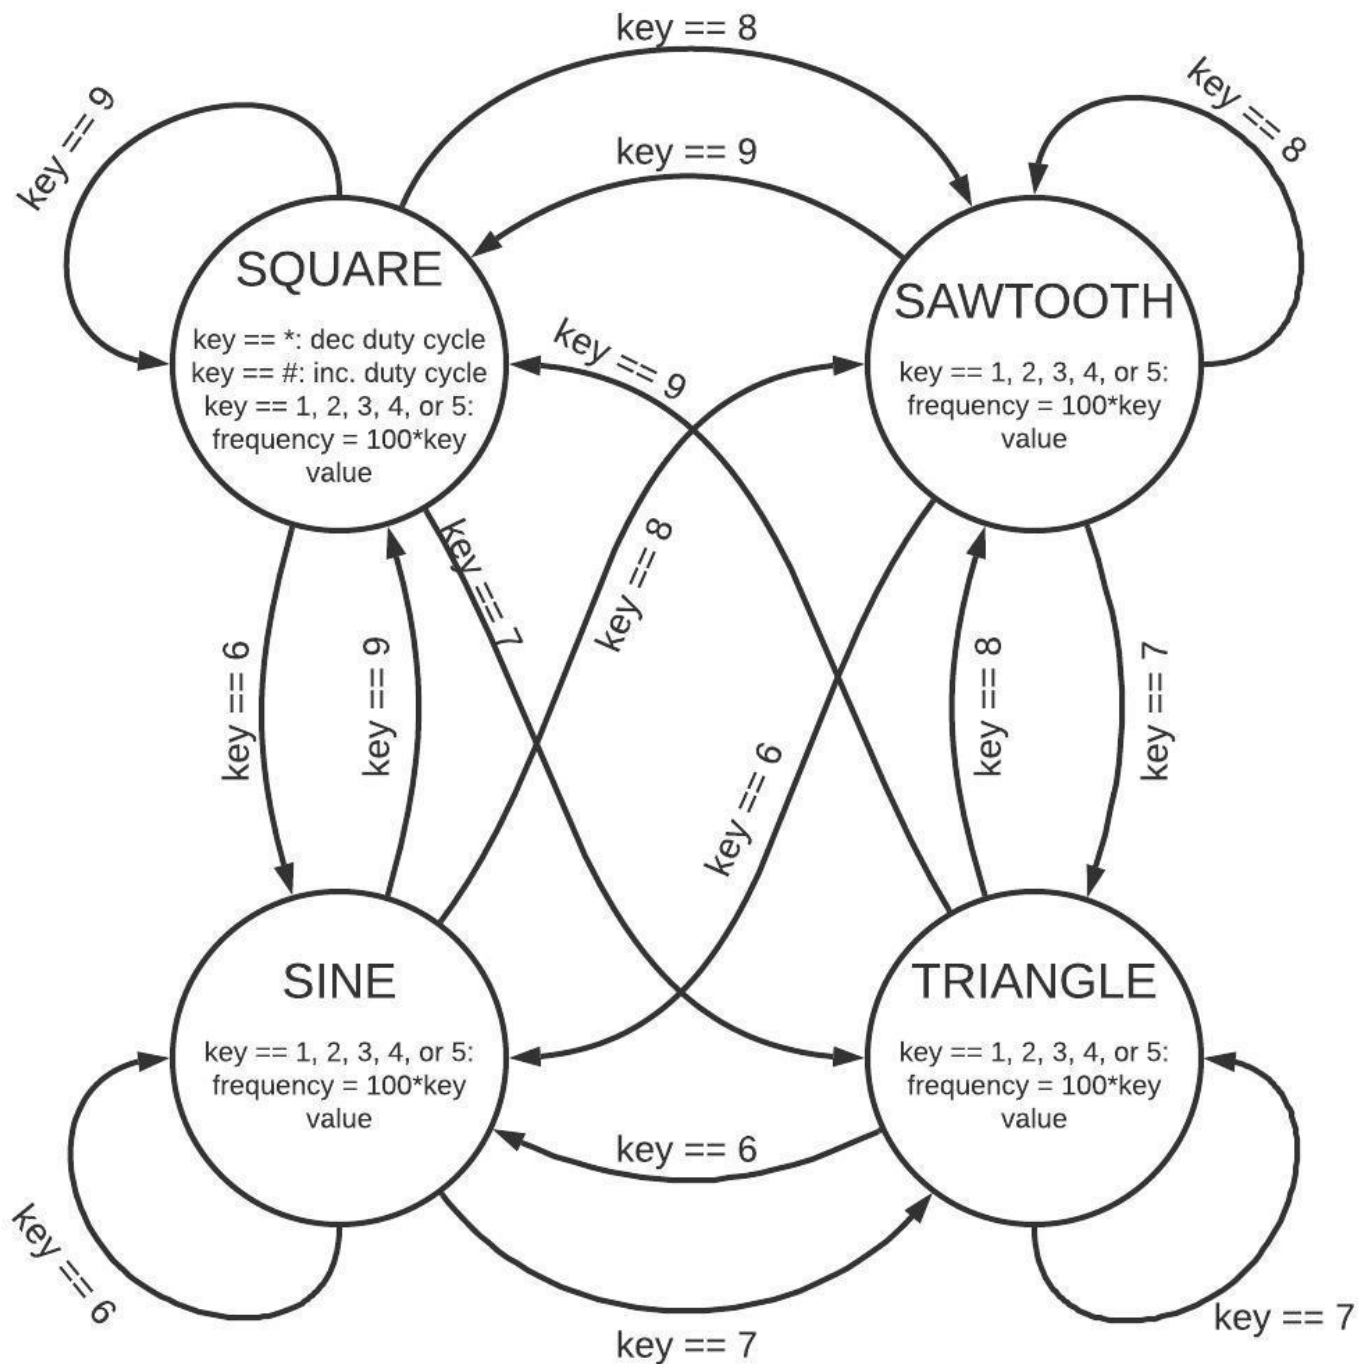 key == 8
key == 9
key == 8
key == 9
SQUARE
key == *: dec duty cycle
key == #: inc. duty cycle
key == 1, 2, 3, 4, or 5:
frequency = 100*key
value
SAWTOOTH
key == 1, 2, 3, 4, or 5:
frequency = 100*key
value
key == 9
key == 7
key == 8
key == 6
key == 9
key == 8
key == 7
key == 6
SINE
key == 1, 2, 3, 4, or 5:
frequency = 100*key
value
TRIANGLE
key == 1, 2, 3, 4, or 5:
frequency = 100*key
value
key == 6
key == 6
key == 7
key == 7